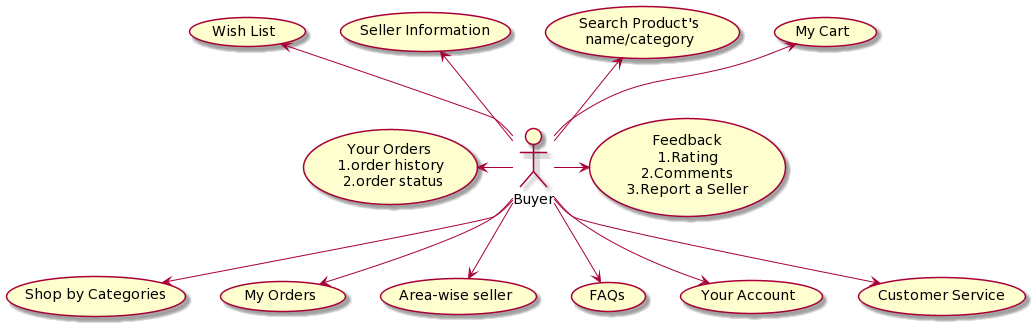 Wish List
Seller Information
Search Product's
name/category
My Cart
Your Orders
1.order history
2.order status
Feedback
1.Rating
2.Comments
3.Report a Seller
Buyer
Shop by Categories
My Orders
Area-wise seller
FAQs
Your Account
Customer Service